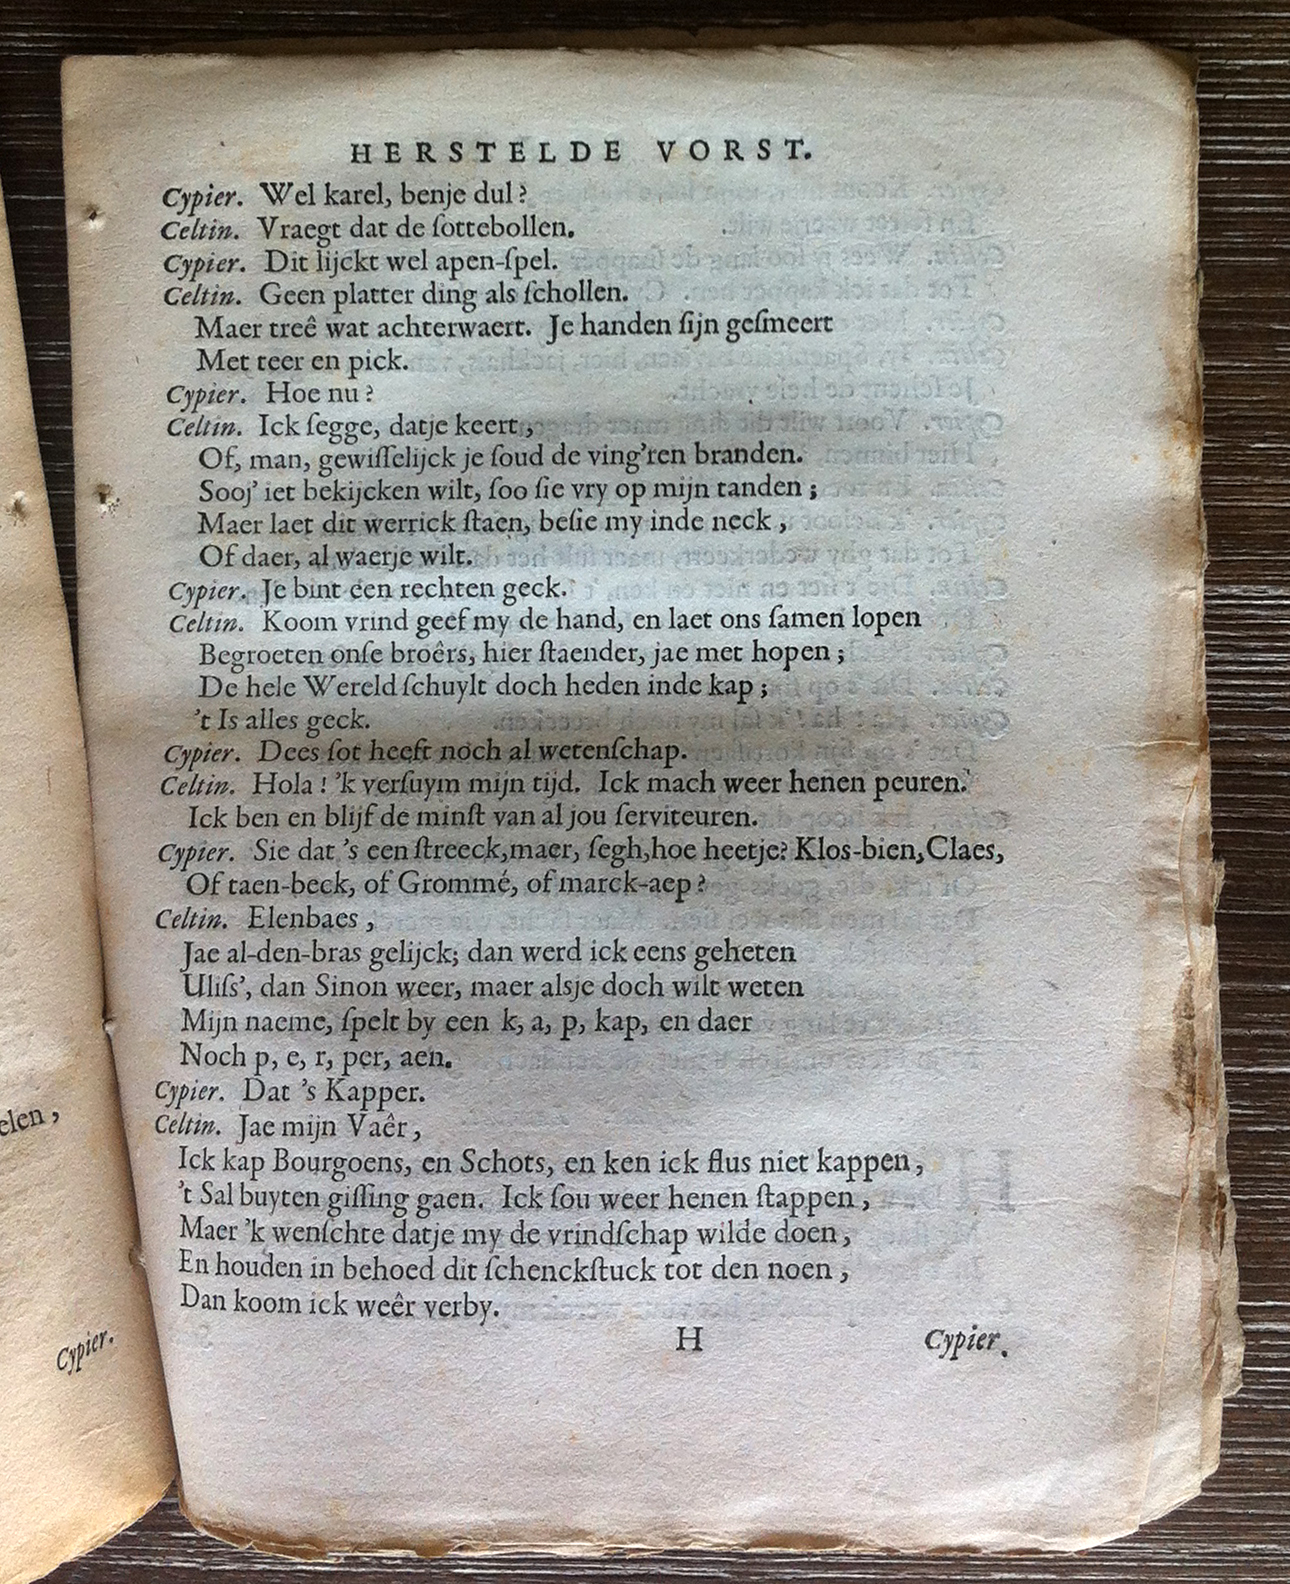 HERSTELDE VORST.
Cypier. Wel karel, benje dul?
Celtin. Vraegt dat de ſottebollen.
Cypier. Dit lijckt wel apen-ſpel.
Celtin. Geen platter ding als ſchollen.
Maer treê wat achterwaert. Je handen ſijn geſmeert
Met teer en pick.
Cypier. Hoe nu?
Celtin. Ick ſegge, datje keert,
Of, man, gewiſſelijck je ſoud de ving'ren branden.
Sooj' iet bekijcken wilt, ſoo ſie vry op mijn tanden;
Maer laet dit werrick ſtaen, beſie my inde neck,
Of daer, al waerje wilt.
Cypier. Je bint een rechten geck.
Celtin. Koom vrind geef my de hand, en laet ons ſamen lopen
Begroeten onſe broêrs, hier ſtaender, jae met hopen;
De hele Wereld ſchuylt doch heden inde kap;
't Is alles geck.
Cypier. Dees ſot heeft noch al wetenſchap.
Celtin. Hola! 'k verſuym mijn tijd. Ick mach weer henen peuren.
Ick ben en blijf de minſt van al jou ſerviteuren.
Cypier. Sie dat 's een ſtreeck, maer, ſegh, hoe heetje? Klos-bien, Claes,
Of taen-beck, of Grommé, of marck-aep?
Celtin. Elenbaes,
Jae al-den-bras gelijck; dan werd ick eens geheten
Uliſs', dan Sinon weer, maer alsje doch wilt weten
Mijn naeme, ſpelt by een k, a, p, kap, en daer
Noch p, e, r, per, aen.
Cypier. Dat 's Kapper.
Celtin. Jae mijn Vaêr,
Ick kap Bourgoens, en Schots, en ken ick flus niet kappen,
't Sal buyten giſſing gaen. Ick ſou weer henen ſtappen,
Maer 'k wenſchte datje my de vrindſchap wilde doen,
En houden in behoed dit ſchenckſtuck tot den noen,
Dan koom ick weêr verby.
H Cypier.
elen,
Cypier.